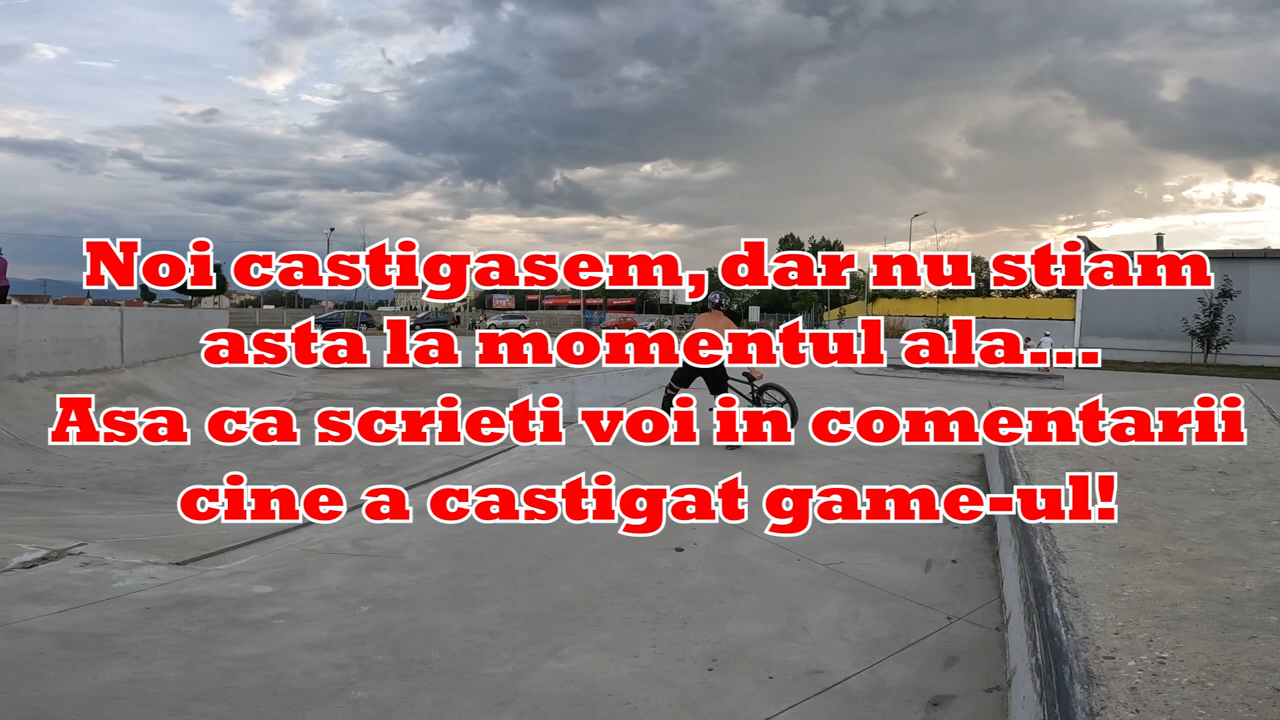 Noi castigasem, dar nu stiam
asta la momentul ala...
Asa ca scrieti voi in comentarii
cine a castigat game-ul!